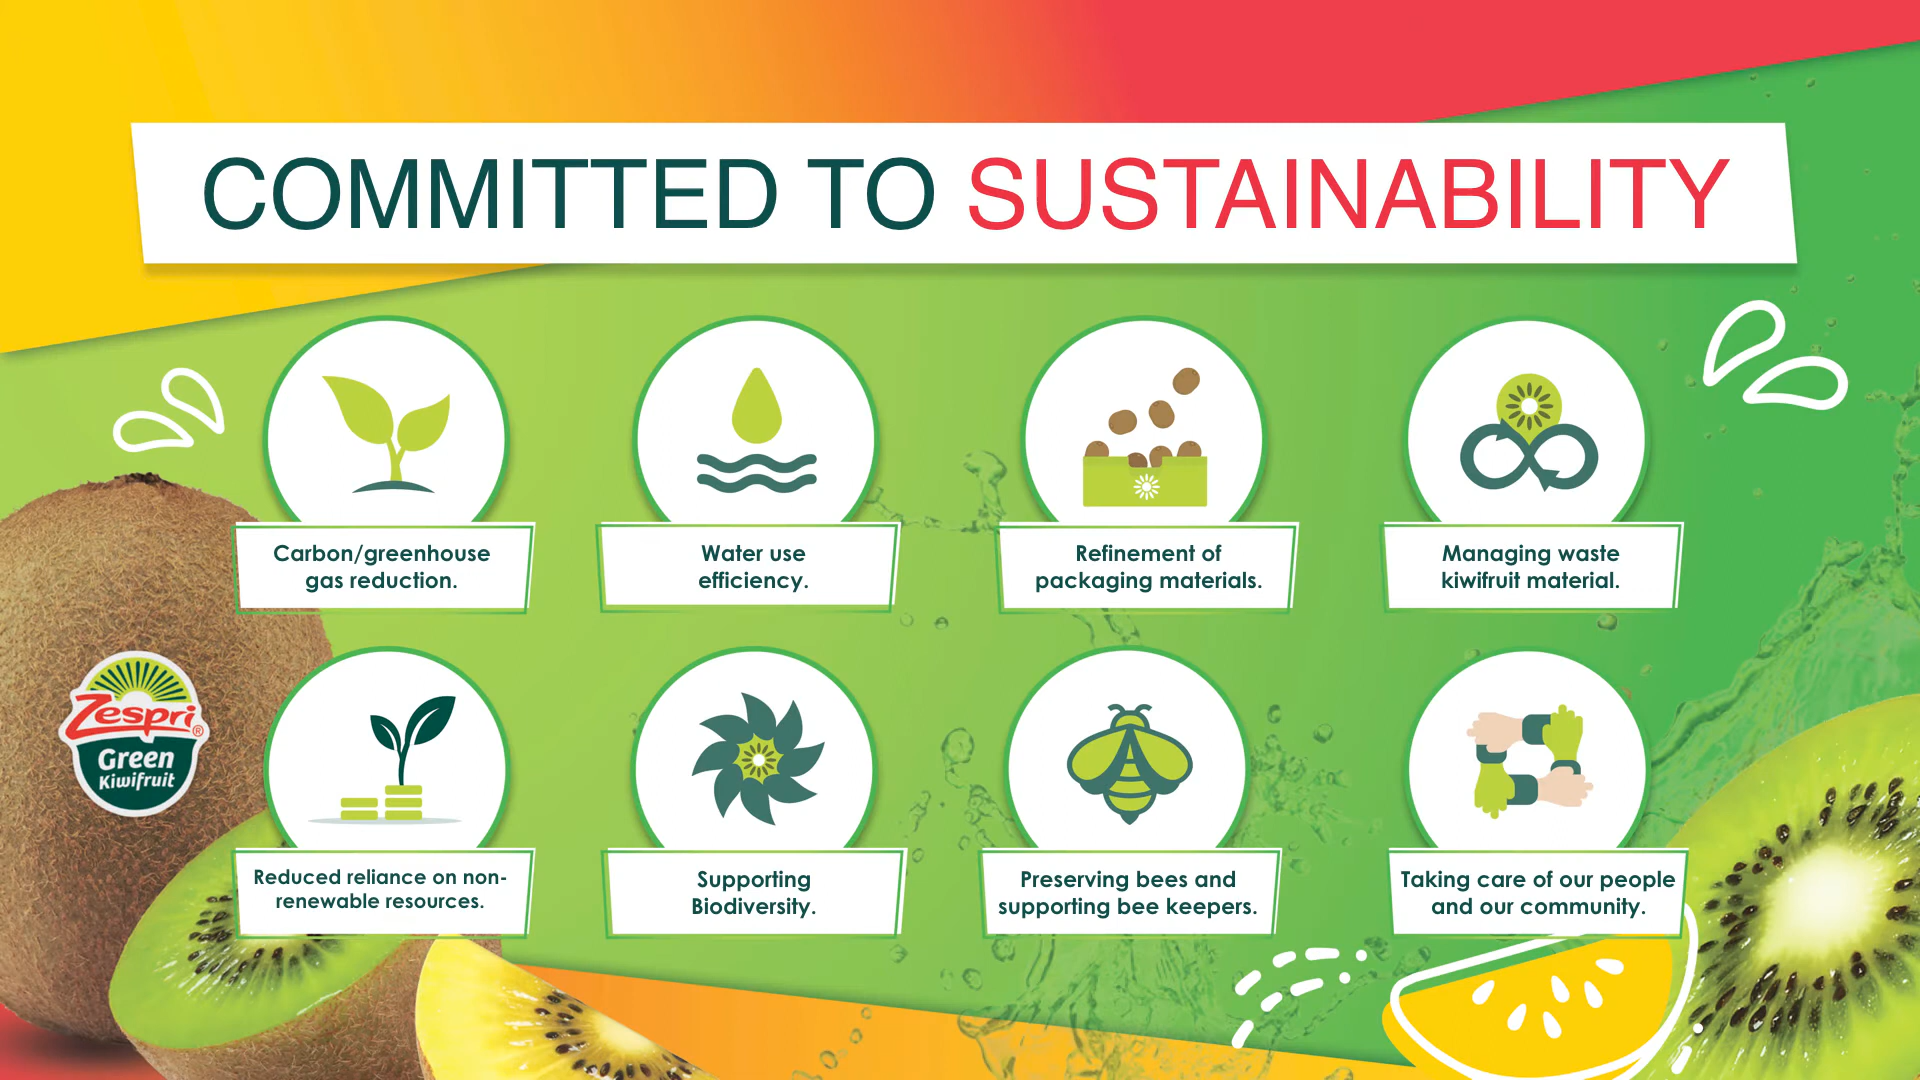 COMMITTED TO SUSTAINABILITY
Carbon/greenhouse
gas reduction.
Water use
efficiency.
Refinement of
packaging materials.
Managing waste
kiwifruit material.
Zespri®
Green
Kiwifruit
Reduced reliance on non-
renewable resources.
Supporting
Biodiversity.
Preserving bees and
supporting bee keepers.
Taking care of our people
and our community.